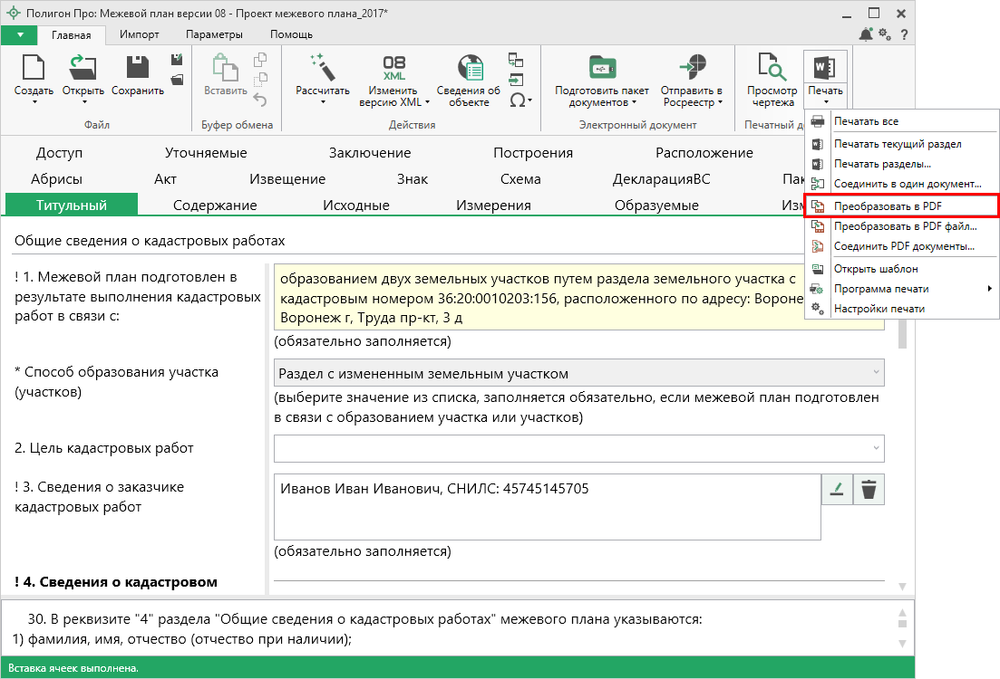 Полигон Про: Межевой план версии 08 - Проект межевого плана_2017*
Главная Импорт Параметры Помощь
?
Создать Открыть Сохранить
Файл
Вставить
Буфер обмена
Рассчитать
08 XML
Изменить версию XML
Сведения об объекте
Ω
Действия
Подготовить пакет документов
Отправить в Росреестр
Электронный документ
Просмотр чертежа
Печать
Печатный д
Печатать все
Печатать текущий раздел
Печатать разделы...
Соединить в один документ...
Преобразовать в PDF
Преобразовать в PDF файл...
Соединить PDF документы...
Открыть шаблон
Программа печати
Настройки печати
Доступ Уточняемые Заключение Построения Расположение
Абрисы Акт Извещение Знак Схема ДекларацияВС Пак
Титульный Содержание Исходные Измерения Образуемые Изм
Общие сведения о кадастровых работах
! 1. Межевой план подготовлен в
результате выполнения кадастровых
работ в связи с:
образованием двух земельных участков путем раздела земельного участка с
кадастровым номером 36:20:0010203:156, расположенного по адресу: Вороне
Воронеж г, Труда пр-кт, 3 д
(обязательно заполняется)
* Способ образования участка
(участков)
Раздел с измененным земельным участком
(выберите значение из списка, заполняется обязательно, если межевой план подготовлен
в связи с образованием участка или участков)
2. Цель кадастровых работ
! 3. Сведения о заказчике
кадастровых работ
Иванов Иван Иванович, СНИЛС: 45745145705
(обязательно заполняется)
! 4. Сведения о кадастровом
30. В реквизите "4" раздела "Общие сведения о кадастровых работах" межевого плана указываются:
1) фамилия, имя, отчество (отчество при наличии);
Вставка ячеек выполнена.